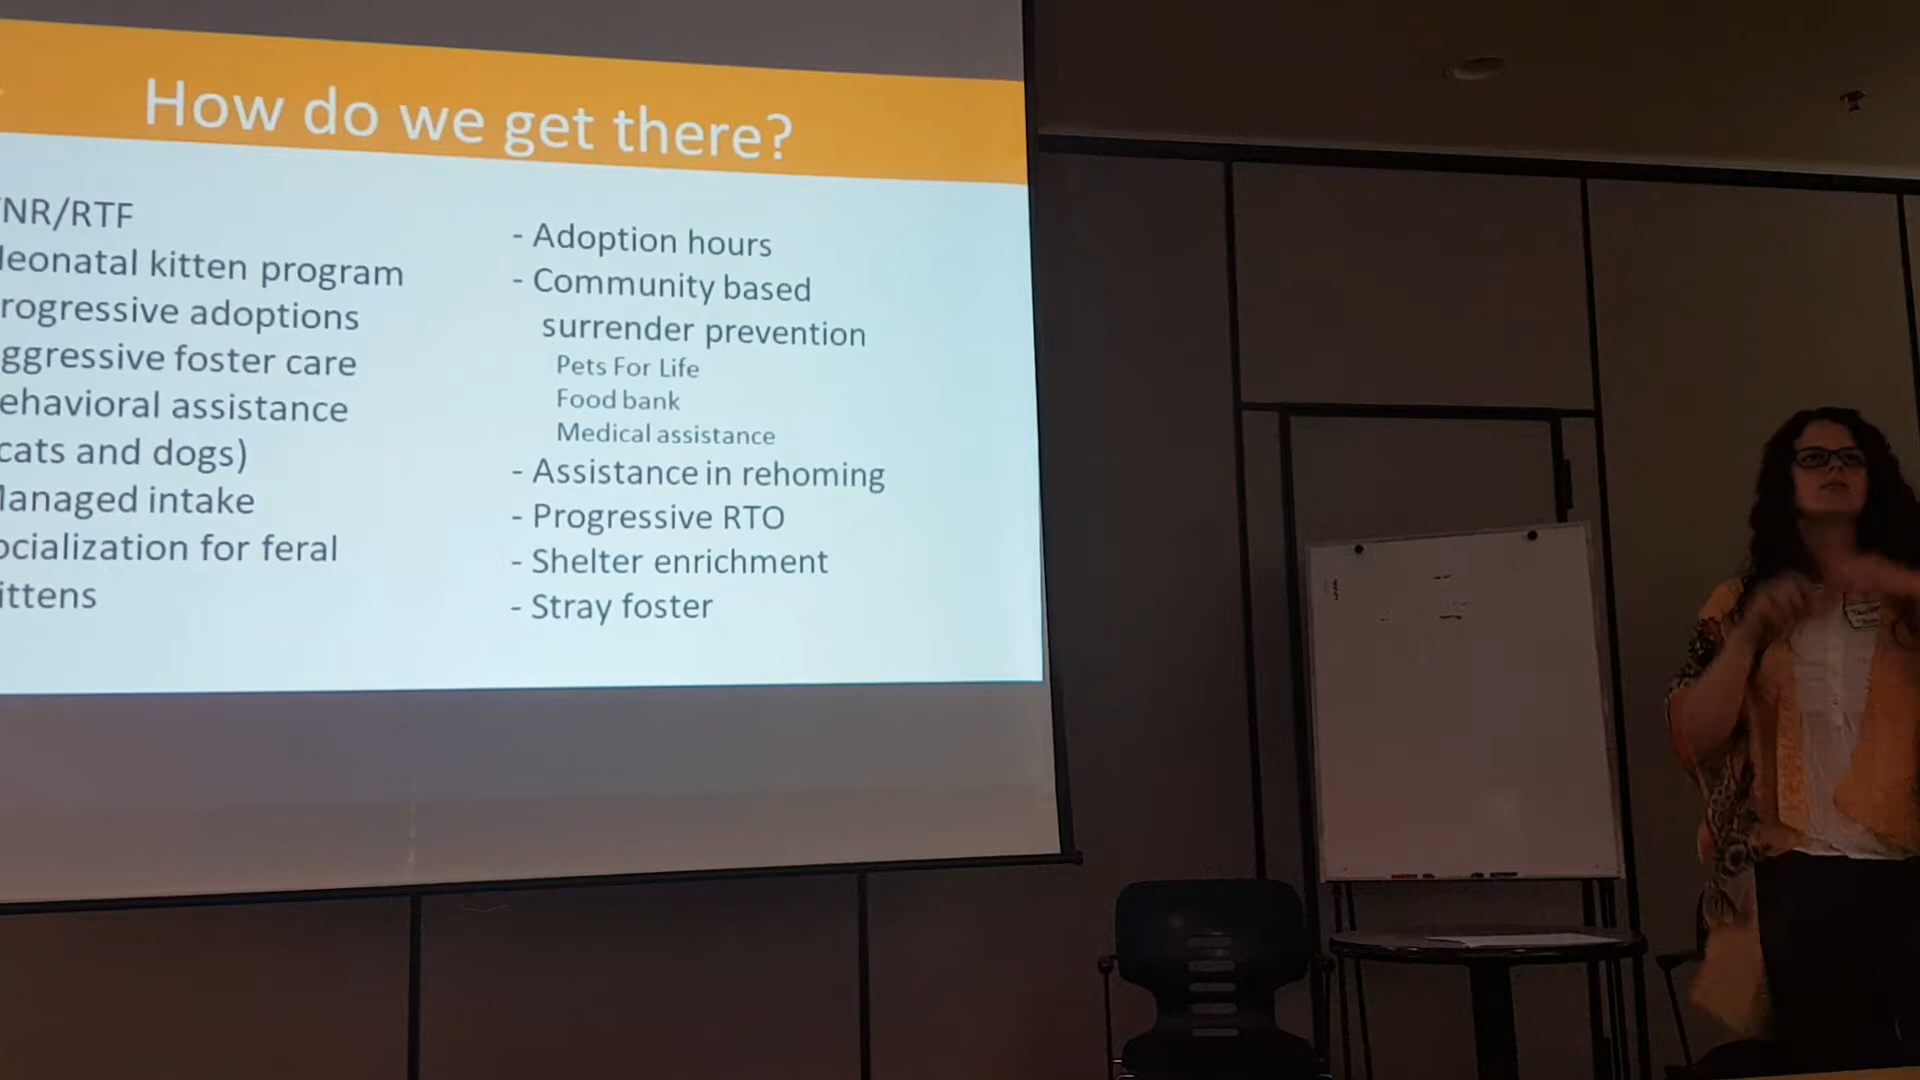 How do we get there?
NR/RTF
eonatal kitten program
rogressive adoptions
ggressive foster care
ehavioral assistance
cats and dogs)
anaged intake
ocialization for feral
ittens
- Adoption hours
- Community based
surrender prevention
Pets For Life
Food bank
Medical assistance
- Assistance in rehoming
- Progressive RTO
- Shelter enrichment
- Stray foster